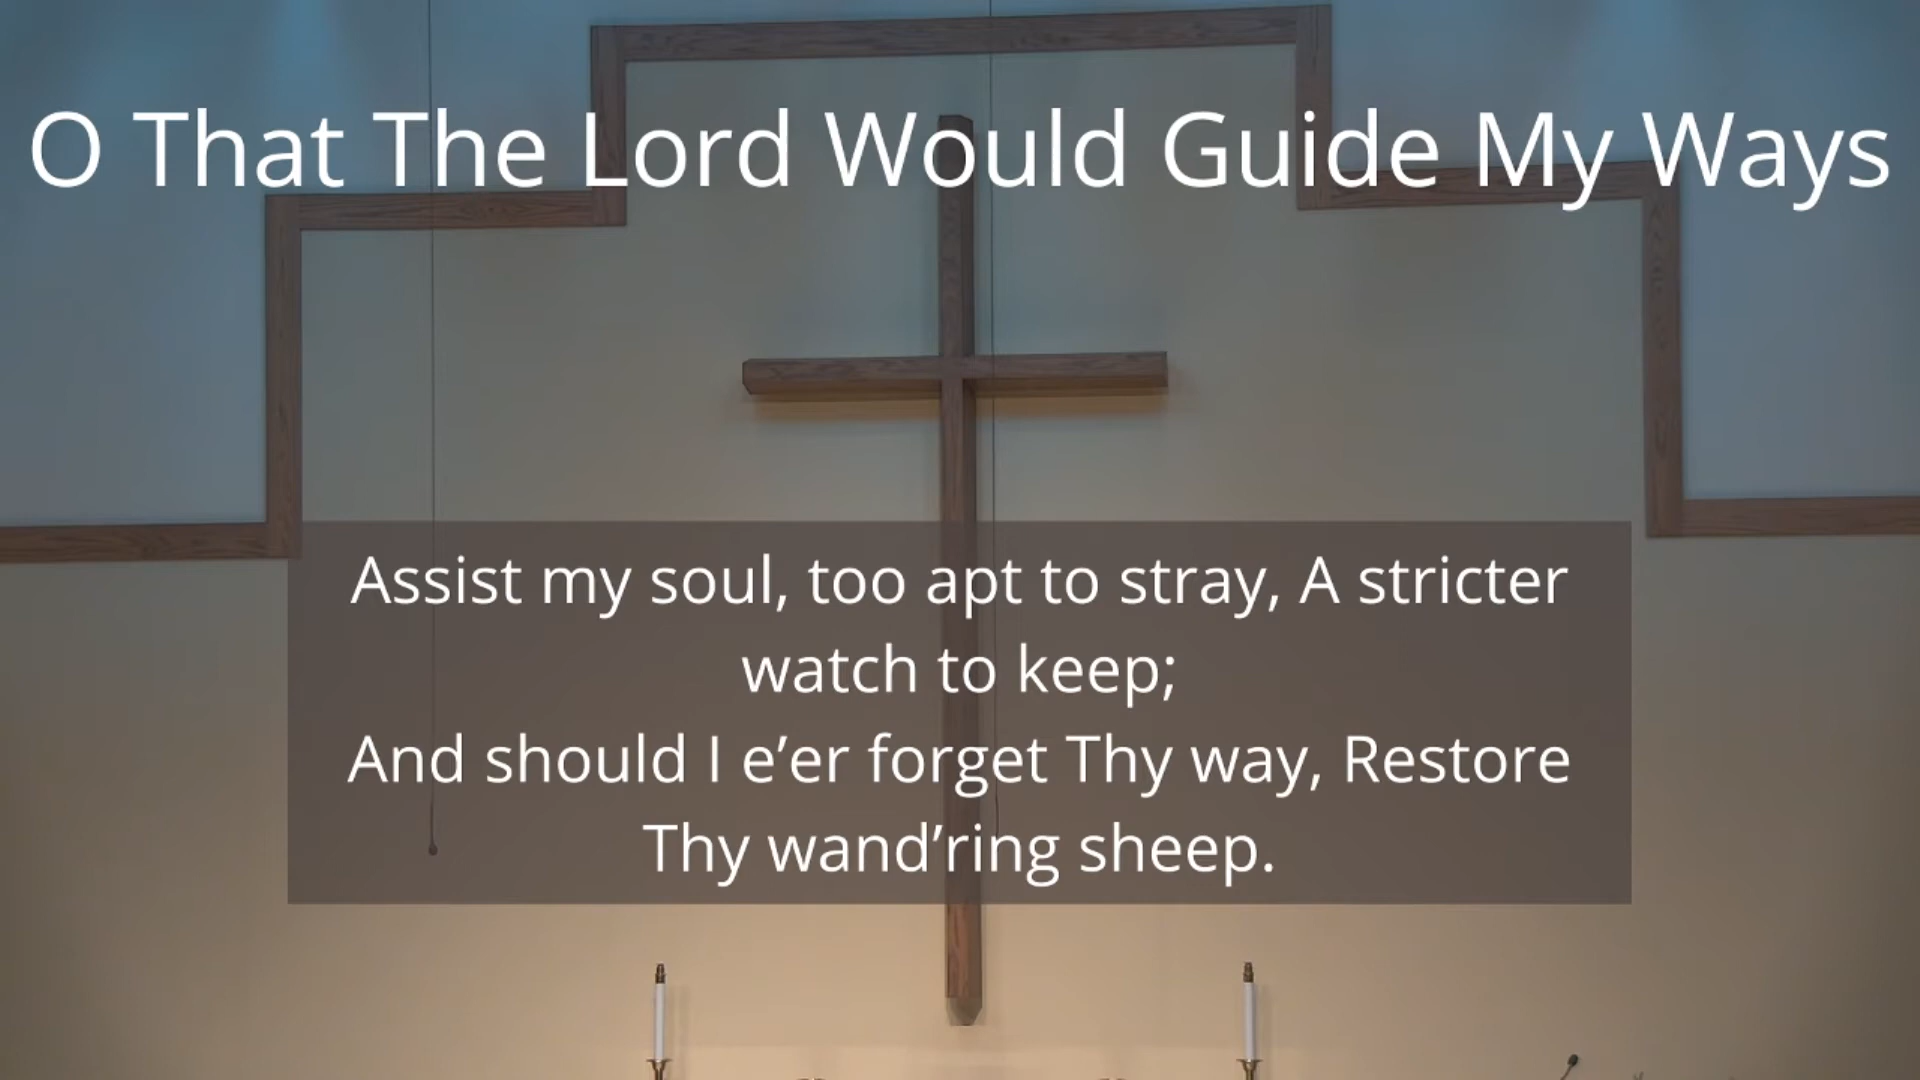 O That The Lord Would Guide My Ways
Assist my soul, too apt to stray, A stricter
watch to keep;
And should I e’er forget Thy way, Restore
Thy wand’ring sheep.